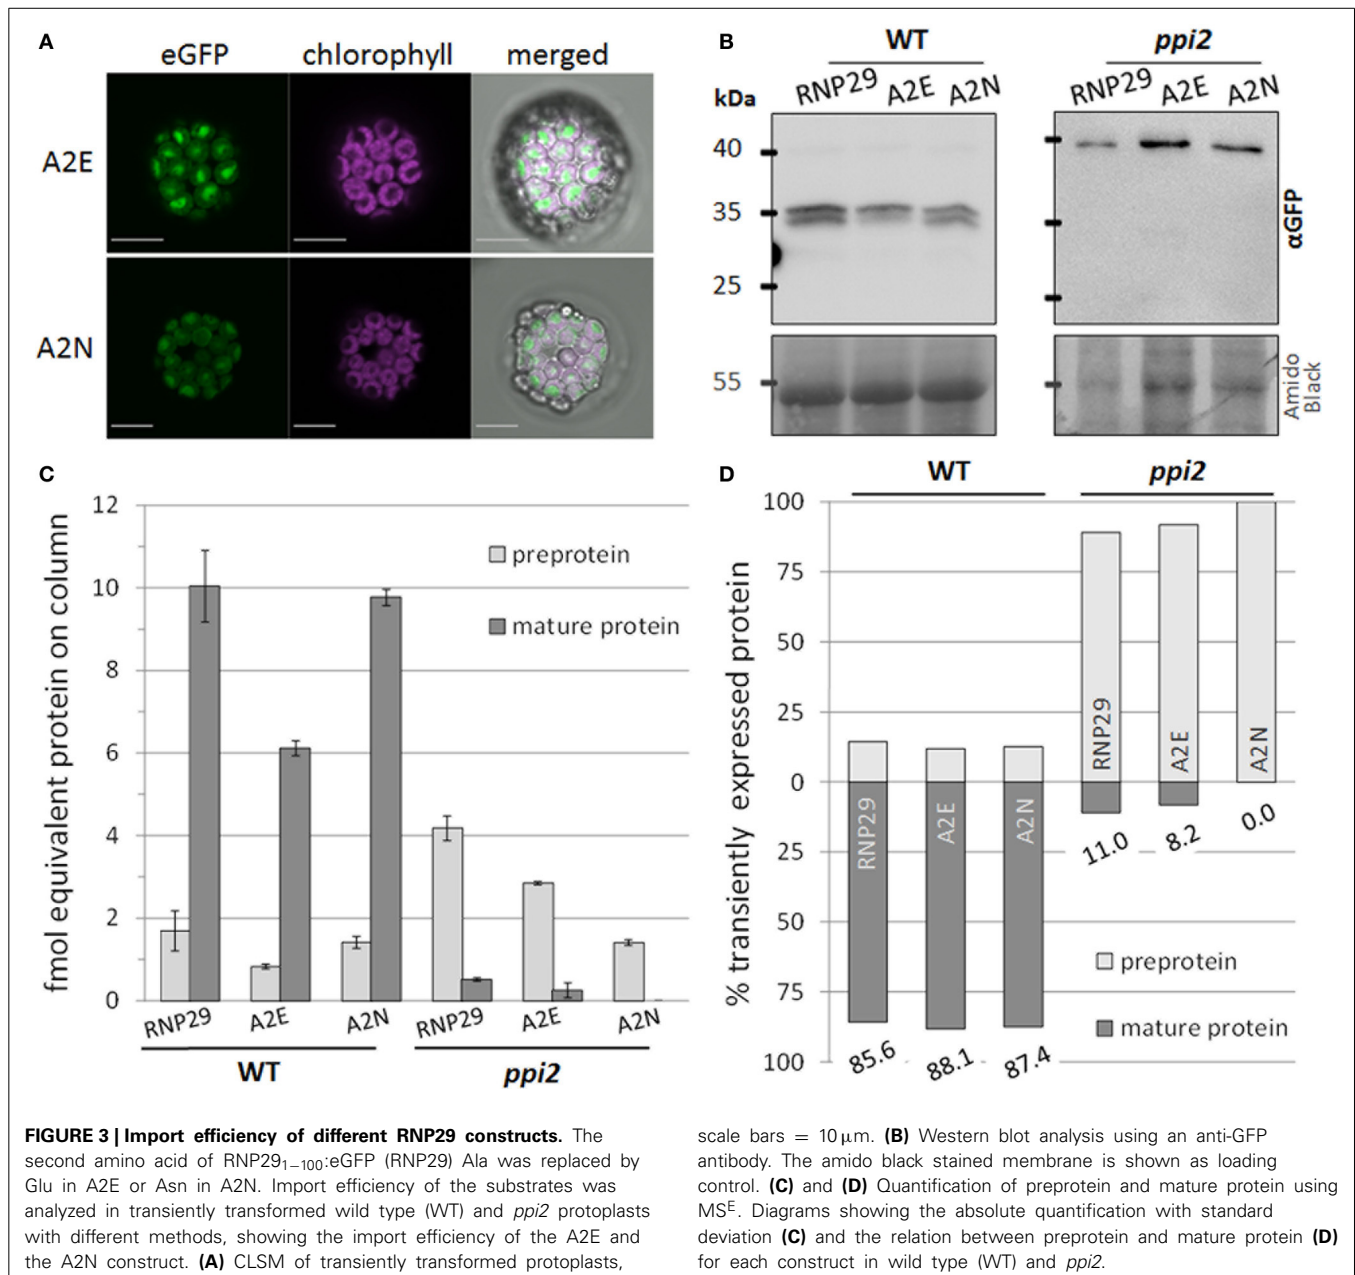 A
eGFP
chlorophyll
merged
A2E
A2N
B
WT
ppi2
kDa
RNP29
A2E
A2N
RNP29
A2E
A2N
40
35
25
55
αGFP
Amido
Black
C
fmol equivalent protein on column
12
10
8
6
4
2
0
preprotein
mature protein
RNP29
A2E
A2N
RNP29
A2E
A2N
WT
ppi2
D
WT
ppi2
% transiently expressed protein
100
75
50
25
0
25
50
75
100
RNP29
A2E
A2N
RNP29
A2E
A2N
11.0
8.2
0.0
85.6
88.1
87.4
preprotein
mature protein
FIGURE 3 | Import efficiency of different RNP29 constructs. The
second amino acid of RNP29₁₋₁₀₀:eGFP (RNP29) Ala was replaced by
Glu in A2E or Asn in A2N. Import efficiency of the substrates was
analyzed in transiently transformed wild type (WT) and ppi2 protoplasts
with different methods, showing the import efficiency of the A2E and
the A2N construct. (A) CLSM of transiently transformed protoplasts,
scale bars = 10 μm. (B) Western blot analysis using an anti-GFP
antibody. The amido black stained membrane is shown as loading
control. (C) and (D) Quantification of preprotein and mature protein using
MSᴱ. Diagrams showing the absolute quantification with standard
deviation (C) and the relation between preprotein and mature protein (D)
for each construct in wild type (WT) and ppi2.